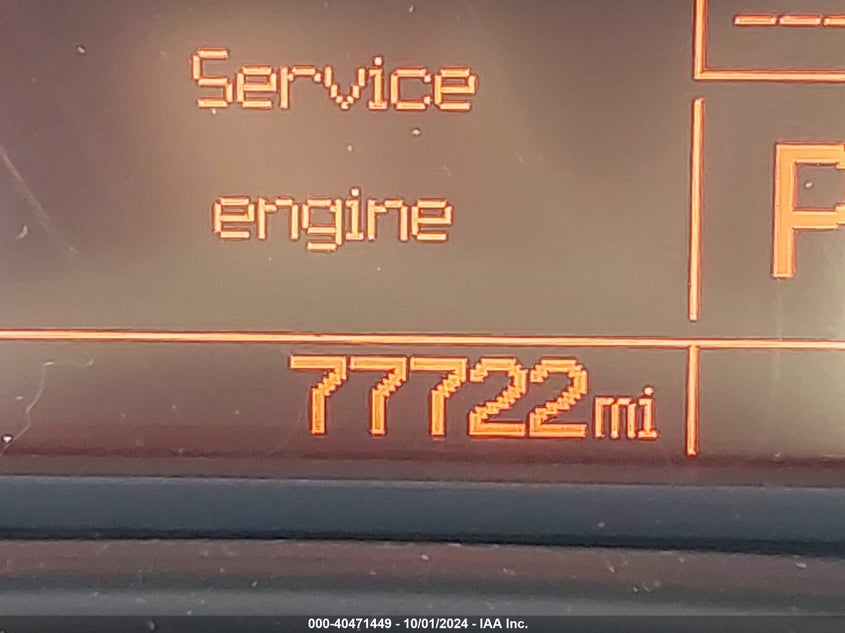 Service
engine
P
77722mi
000-40471449 - 10/01/2024 - IAA Inc.